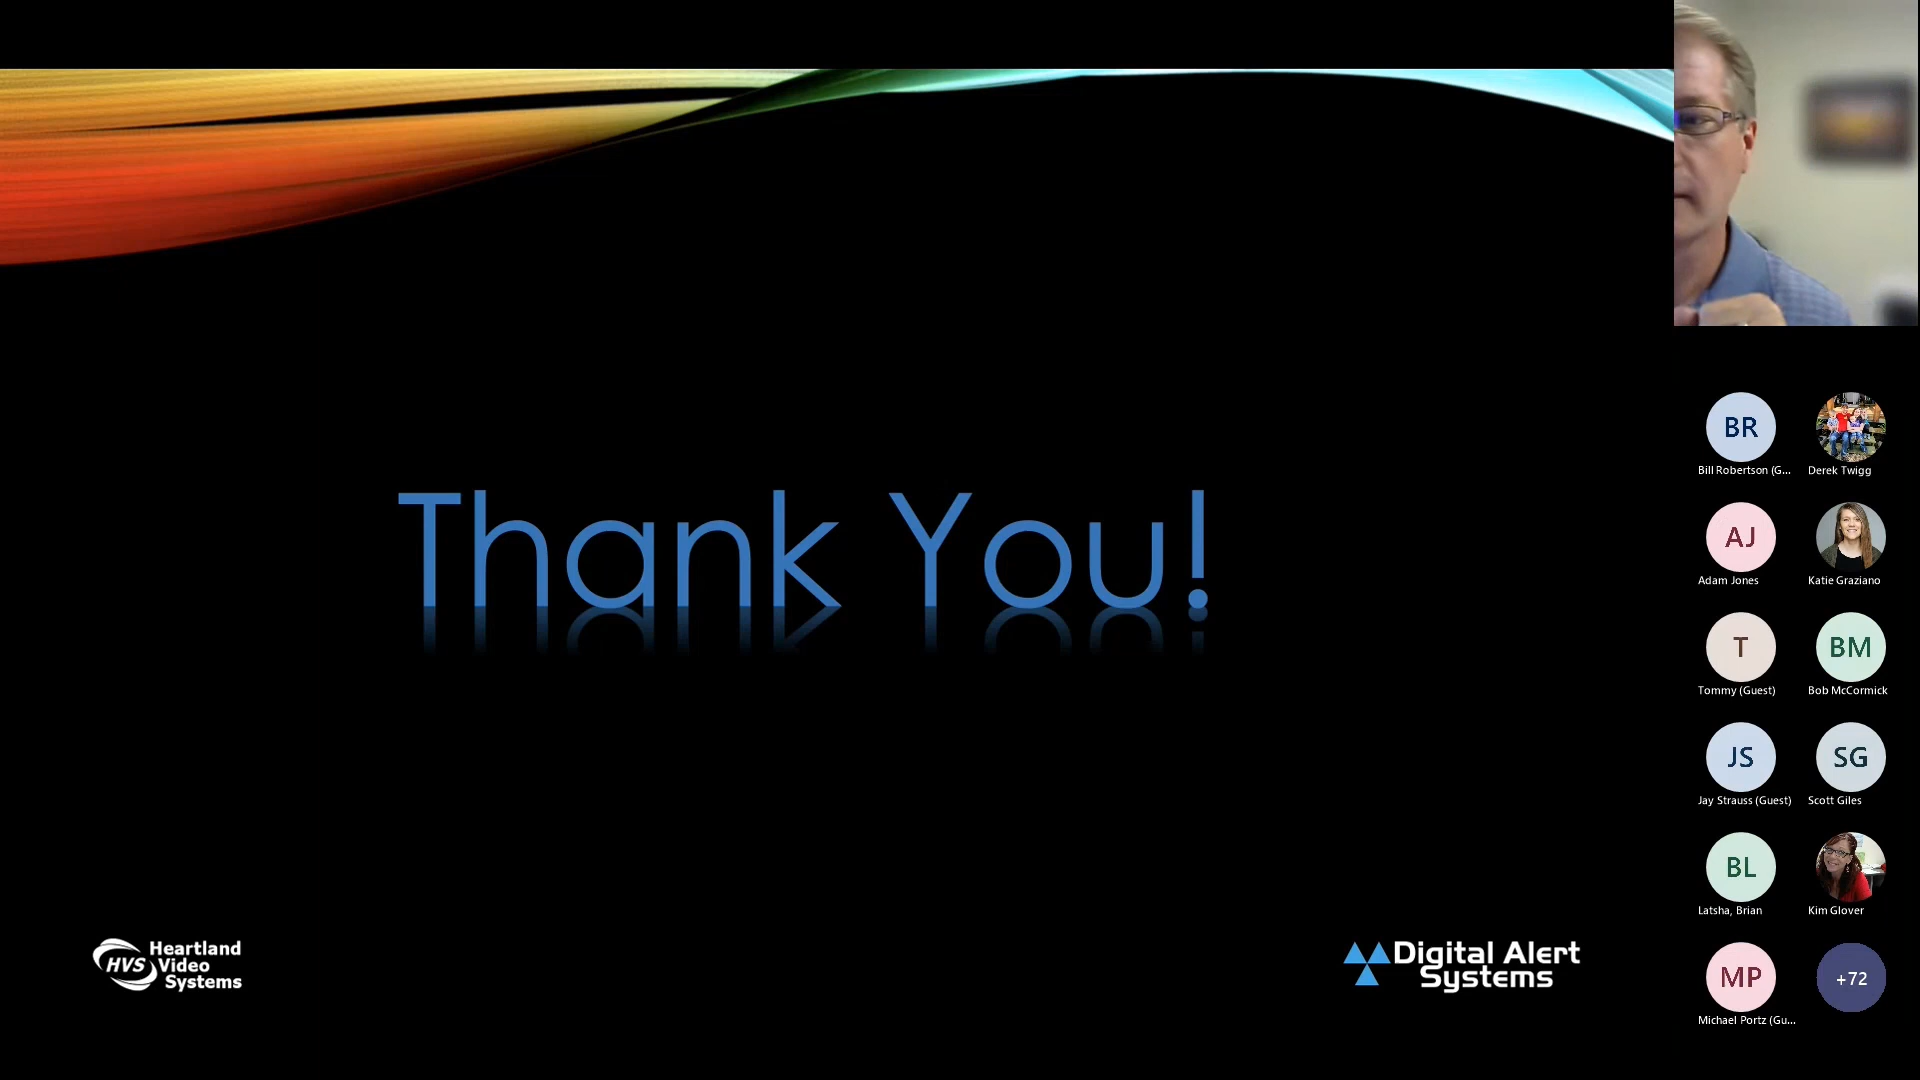 Thank You!
HVS
Heartland
Video
Systems
Digital Alert
Systems
BR
Bill Robertson (G...
Derek Twigg
AJ
Adam Jones
Katie Graziano
T
Tommy (Guest)
BM
Bob McCormick
JS
Jay Strauss (Guest)
SG
Scott Giles
BL
Latsha, Brian
Kim Glover
MP
Michael Portz (Gu...
+72